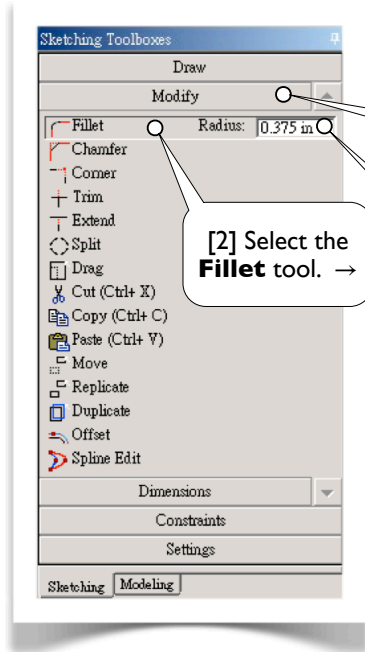 Sketching Toolboxes
Draw
Modify
Fillet Radius: 0.375 in
Chamfer
Corner
Trim
Extend
Split
Drag
Cut (Ctrl+ X)
Copy (Ctrl+ C)
Paste (Ctrl+ V)
Move
Replicate
Duplicate
Offset
Spline Edit
[2] Select the
Fillet tool. →
Dimensions
Constraints
Settings
Sketching Modeling